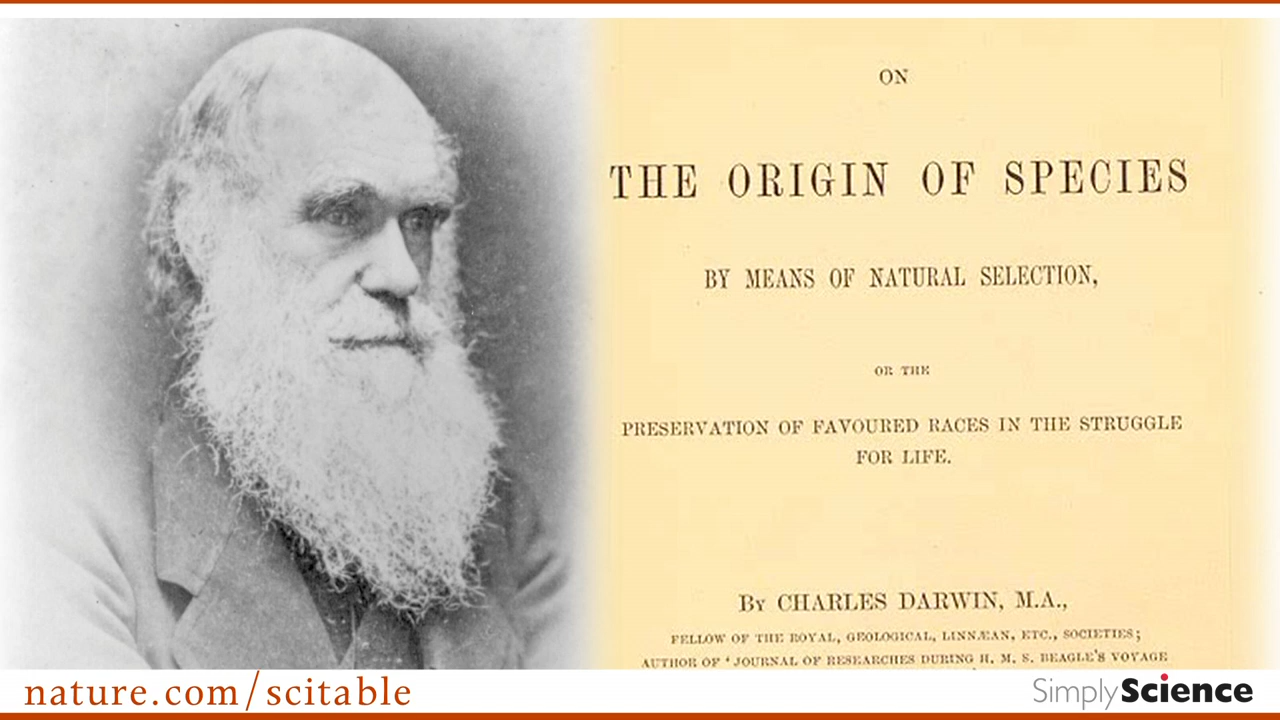 ON
THE ORIGIN OF SPECIES
BY MEANS OF NATURAL SELECTION,
OR THE
PRESERVATION OF FAVOURED RACES IN THE STRUGGLE
FOR LIFE.
BY CHARLES DARWIN, M.A.,
FELLOW OF THE ROYAL, GEOLOGICAL, LINNÆAN, ETC., SOCIETIES;
AUTHOR OF ‘JOURNAL OF RESEARCHES DURING H. M. S. BEAGLE'S VOYAGE
nature.com/scitable
SimplyScience